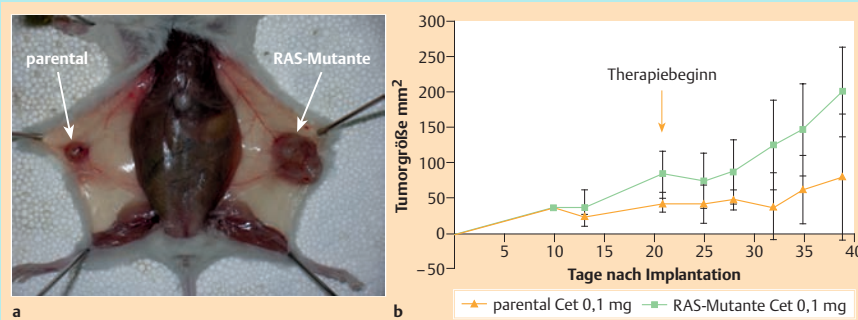 parental
RAS-Mutante
a
Tumorgröße mm²
300
250
200
150
100
50
0
−50
Therapiebeginn
5
10
15
20
25
30
35
40
Tage nach Implantation
b
parental Cet 0,1 mg
RAS-Mutante Cet 0,1 mg